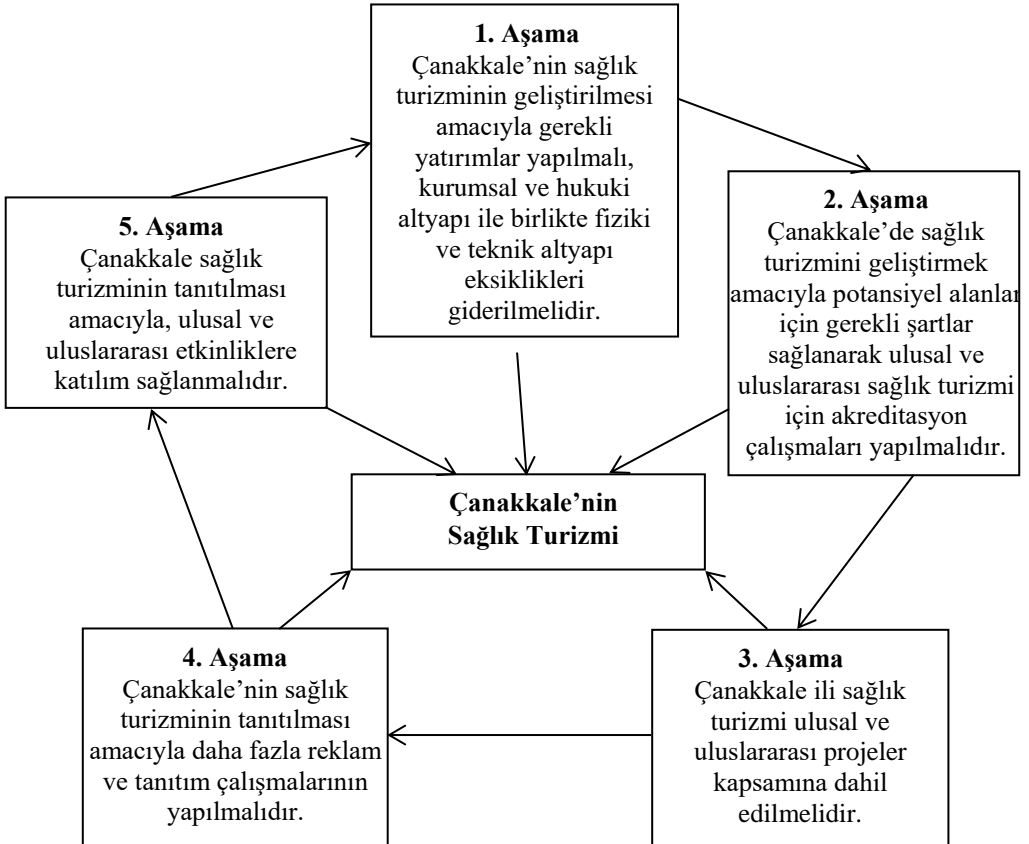 1. Aşama
Çanakkale’nin sağlık
turizminin geliştirilmesi
amacıyla gerekli
yatırımlar yapılmalı,
kurumsal ve hukuki
altyapı ile birlikte fiziki
ve teknik altyapı
eksiklikleri
giderilmelidir.
2. Aşama
Çanakkale’de sağlık
turizmini geliştirmek
amacıyla potansiyel alanlar
için gerekli şartlar
sağlanarak ulusal ve
uluslararası sağlık turizmi
için akreditasyon
çalışmaları yapılmalıdır.
5. Aşama
Çanakkale sağlık
turizminin tanıtılması
amacıyla, ulusal ve
uluslararası etkinliklere
katılım sağlanmalıdır.
Çanakkale’nin
Sağlık Turizmi
4. Aşama
Çanakkale’nin sağlık
turizminin tanıtılması
amacıyla daha fazla reklam
ve tanıtım çalışmalarının
yapılmalıdır.
3. Aşama
Çanakkale ili sağlık
turizmi ulusal ve
uluslararası projeler
kapsamına dahil
edilmelidir.